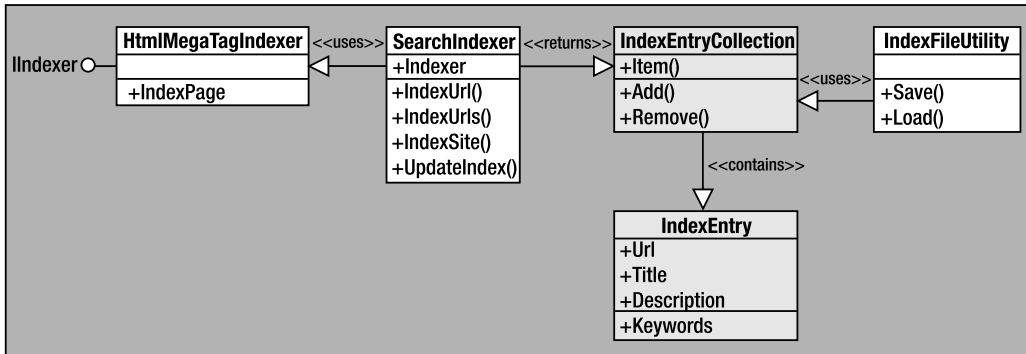 IIndexer
HtmlMegaTagIndexer
+IndexPage
<<uses>>
SearchIndexer
+Indexer
+IndexUrl()
+IndexUrls()
+IndexSite()
+UpdateIndex()
<<returns>>
IndexEntryCollection
+Item()
+Add()
+Remove()
<<uses>>
IndexFileUtility
+Save()
+Load()
<<contains>>
IndexEntry
+Url
+Title
+Description
+Keywords